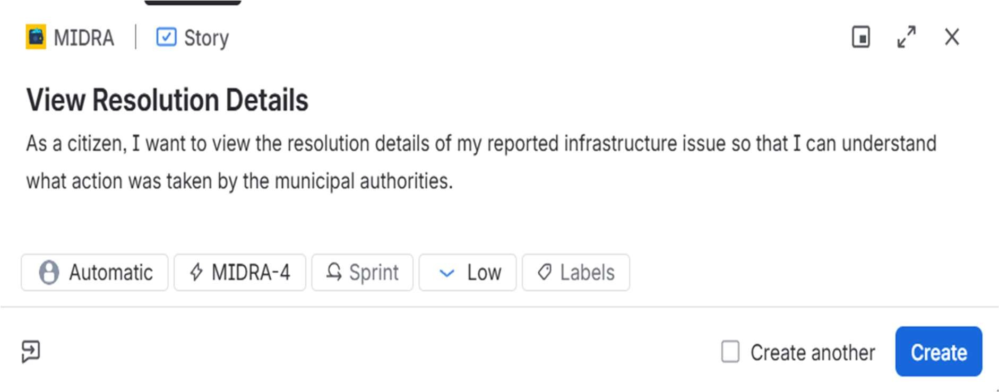 MIDRA | Story
View Resolution Details
As a citizen, I want to view the resolution details of my reported infrastructure issue so that I can understand
what action was taken by the municipal authorities.
Automatic MIDRA-4 Sprint Low Labels
Create another Create